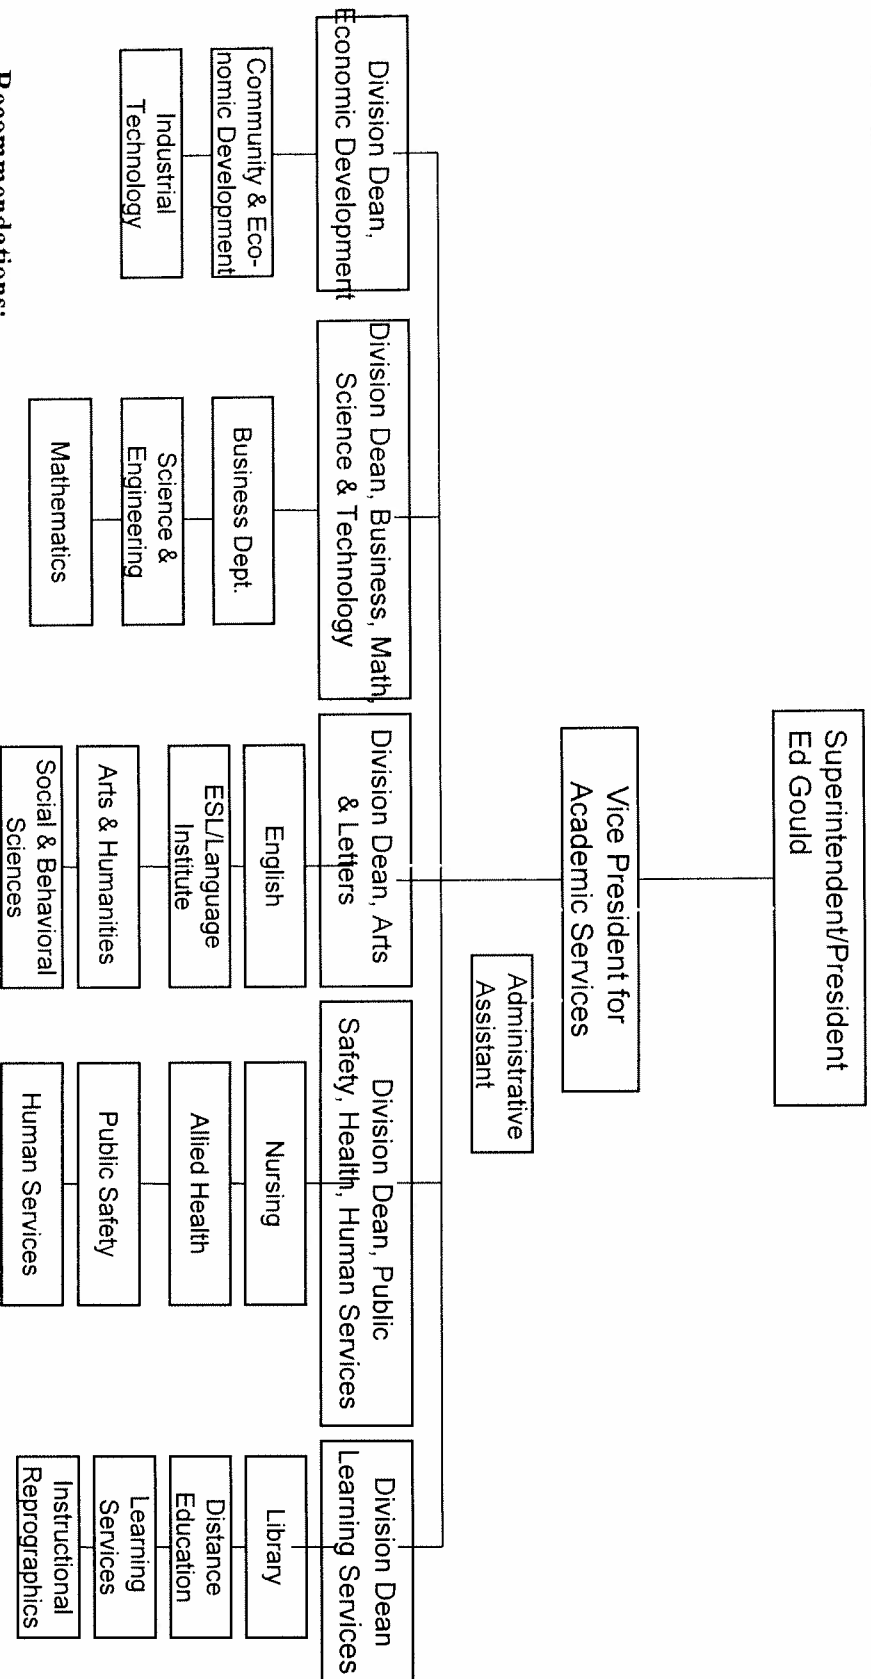 Superintendent/President
Ed Gould
Vice President for
Academic Services
Administrative
Assistant
Division Dean,
Economic Development
Community & Eco-
nomic Development
Industrial
Technology
Division Dean, Business, Math,
Science & Technology
Business Dept.
Science &
Engineering
Mathematics
Division Dean, Arts
& Letters
English
ESL/Language
Institute
Arts & Humanities
Social & Behavioral
Sciences
Division Dean, Public
Safety, Health, Human Services
Nursing
Allied Health
Public Safety
Human Services
Division Dean
Learning Services
Library
Distance
Education
Learning
Services
Instructional
Reprographics
Recommendations: